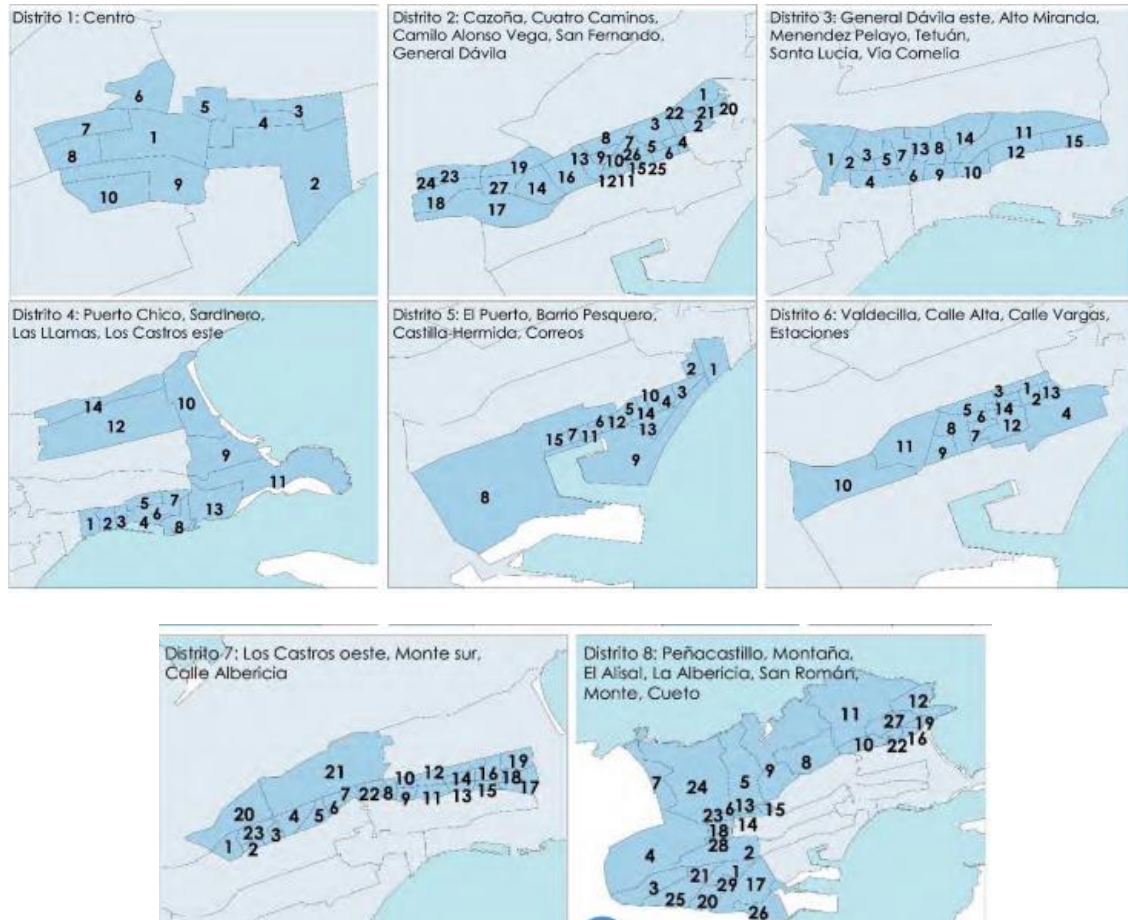 Distrito 1: Centro
6
5
3
7
1
4
8
10
9
2
Distrito 2: Cazoña, Cuatro Caminos,
Camilo Alonso Vega, San Fernando,
General Dávila
1
20
22 21
3 2
8 7
5 4
13 9 10 26 6
19
15 25
16
12 11
24 23
27 14
18
17
Distrito 3: General Dávila este, Alto Miranda,
Menendez Pelayo, Tetuán,
Santa Lucía, Vía Cornelia
11
14
15
13 8
1 2 3 5 7
12
4 6 9 10
Distrito 4: Puerto Chico, Sardinero,
Las LLamas, Los Castros este
14
10
12
9
11
5 7
13
6
1 2 3 4 8
Distrito 5: El Puerto, Barrio Pesquero,
Castilla-Hermida, Correos
2 1
10 3
5 4
6 12 14
15 7 11 13
9
8
Distrito 6: Valdecilla, Calle Alta, Calle Vargas,
Estaciones
3 1 13
2
5 14 4
6
8 12
7
11 9
10
Distrito 7: Los Castros oeste, Monte sur,
Calle Albericia
19
21
10 12 14 16 18
7 22 8 9 11 13 15 17
20 4 5 6
23 3
1 2
Distrito 8: Peñacastillo, Montaña,
El Alisal, La Albericia, San Román,
Monte, Cueto
12
11
27 19
10 22 16
9 8
7 24 5
6 13 15
23
18 14
28
4 2
21 1
3 29 17
25 20
26